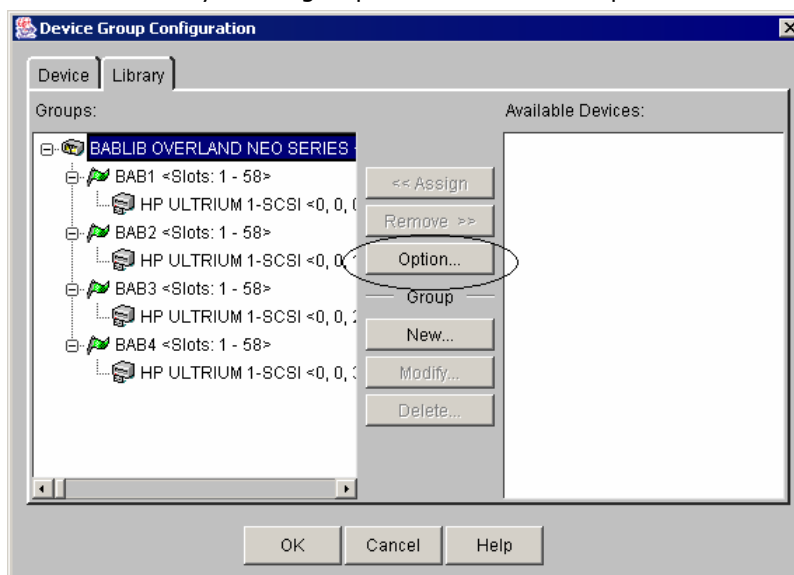 Device Group Configuration
Device Library
Groups:
Available Devices:
BABLIB OVERLAND NEO SERIES
BAB1 <Slots: 1 - 58>
HP ULTRIUM 1-SCSI <0, 0,
BAB2 <Slots: 1 - 58>
HP ULTRIUM 1-SCSI <0, 0,
BAB3 <Slots: 1 - 58>
HP ULTRIUM 1-SCSI <0, 0,
BAB4 <Slots: 1 - 58>
HP ULTRIUM 1-SCSI <0, 0,
<< Assign
Remove >>
Option...
Group
New...
Modify...
Delete...
OK
Cancel
Help